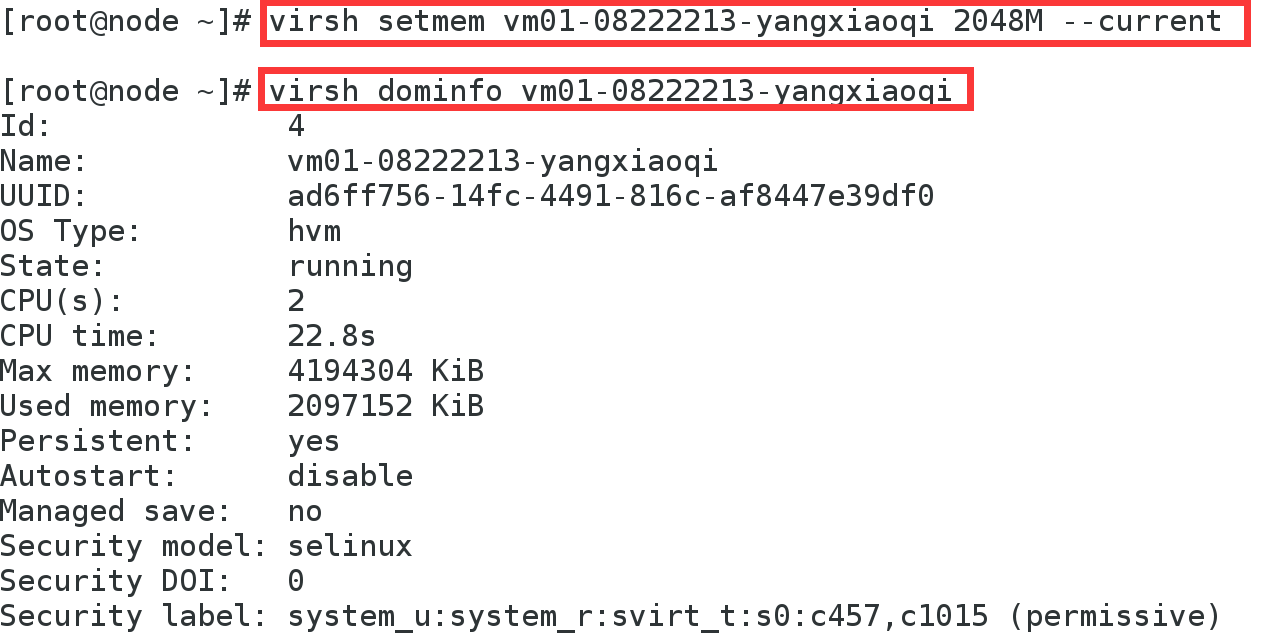 [root@node ~]# virsh setmem vm01-08222213-yangxiaoqi 2048M --current
[root@node ~]# virsh dominfo vm01-08222213-yangxiaoqi
Id:             4
Name:           vm01-08222213-yangxiaoqi
UUID:           ad6ff756-14fc-4491-816c-af8447e39df0
OS Type:        hvm
State:          running
CPU(s):         2
CPU time:       22.8s
Max memory:     4194304 KiB
Used memory:    2097152 KiB
Persistent:     yes
Autostart:      disable
Managed save:   no
Security model: selinux
Security DOI:   0
Security label: system_u:system_r:svirt_t:s0:c457,c1015 (permissive)